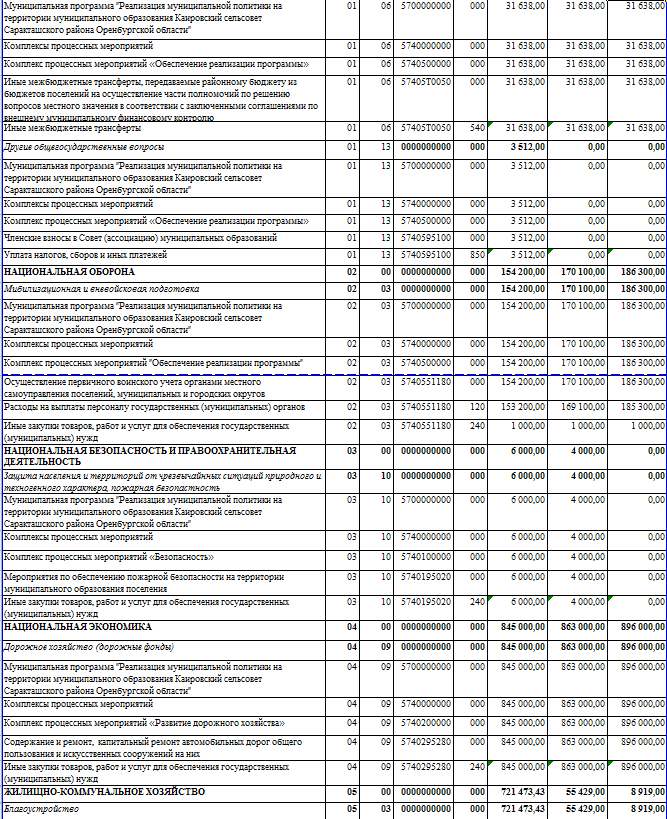 Муниципальная программа "Реализация муниципальной политики на 01 06 5700000000 000 31 638,00 31 638,00 31 638,00
территории муниципального образования Каировский сельсовет
Саракташского района Оренбургской области"
Комплексы процессных мероприятий 01 06 5740000000 000 31 638,00 31 638,00 31 638,00
Комплекс процессных мероприятий «Обеспечение реализации программы» 01 06 5740500000 000 31 638,00 31 638,00 31 638,00
Иные межбюджетные трансферты, передаваемые районному бюджету из 01 06 57405T0050 000 31 638,00 31 638,00 31 638,00
бюджетов поселений на осуществление части полномочий по решению
вопросов местного значения в соответствии с заключенными соглашениями по
внешнему муниципальному финансовому контролю
Иные межбюджетные трансферты 01 06 57405T0050 540 31 638,00 31 638,00 31 638,00
Другие общегосударственные вопросы 01 13 0000000000 000 3 512,00 0,00 0,00
Муниципальная программа "Реализация муниципальной политики на 01 13 5700000000 000 3 512,00 0,00 0,00
территории муниципального образования Каировский сельсовет
Саракташского района Оренбургской области"
Комплексы процессных мероприятий 01 13 5740000000 000 3 512,00 0,00 0,00
Комплекс процессных мероприятий «Обеспечение реализации программы» 01 13 5740500000 000 3 512,00 0,00 0,00
Членские взносы в Совет (ассоциацию) муниципальных образований 01 13 5740595100 000 3 512,00 0,00 0,00
Уплата налогов, сборов и иных платежей 01 13 5740595100 850 3 512,00 0,00 0,00
НАЦИОНАЛЬНАЯ ОБОРОНА 02 00 0000000000 000 154 200,00 170 100,00 186 300,00
Мобилизационная и вневойсковая подготовка 02 03 0000000000 000 154 200,00 170 100,00 186 300,00
Муниципальная программа "Реализация муниципальной политики на 02 03 5700000000 000 154 200,00 170 100,00 186 300,00
территории муниципального образования Каировский сельсовет
Саракташского района Оренбургской области"
Комплексы процессных мероприятий 02 03 5740000000 000 154 200,00 170 100,00 186 300,00
Комплекс процессных мероприятий "Обеспечение реализации программы" 02 03 5740500000 000 154 200,00 170 100,00 186 300,00
Осуществление первичного воинского учета органами местного 02 03 5740551180 000 154 200,00 170 100,00 186 300,00
самоуправления поселений, муниципальных и городских округов
Расходы на выплаты персоналу государственных (муниципальных) органов 02 03 5740551180 120 153 200,00 169 100,00 185 300,00
Иные закупки товаров, работ и услуг для обеспечения государственных 02 03 5740551180 240 1 000,00 1 000,00 1 000,00
(муниципальных) нужд
НАЦИОНАЛЬНАЯ БЕЗОПАСНОСТЬ И ПРАВООХРАНИТЕЛЬНАЯ 03 00 0000000000 000 6 000,00 4 000,00 0,00
ДЕЯТЕЛЬНОСТЬ
Защита населения и территорий от чрезвычайных ситуаций природного и 03 10 0000000000 000 6 000,00 4 000,00 0,00
техногенного характера, пожарная безопастность
Муниципальная программа "Реализация муниципальной политики на 03 10 5700000000 000 6 000,00 4 000,00 0,00
территории муниципального образования Каировский сельсовет
Саракташского района Оренбургской области"
Комплексы процессных мероприятий 03 10 5740000000 000 6 000,00 4 000,00 0,00
Комплекс процессных мероприятий «Безопасность» 03 10 5740100000 000 6 000,00 4 000,00 0,00
Мероприятия по обеспечению пожарной безопасности на территории 03 10 5740195020 000 6 000,00 4 000,00 0,00
муниципального образования поселения
Иные закупки товаров, работ и услуг для обеспечения государственных 03 10 5740195020 240 6 000,00 4 000,00 0,00
(муниципальных) нужд
НАЦИОНАЛЬНАЯ ЭКОНОМИКА 04 00 0000000000 000 845 000,00 863 000,00 896 000,00
Дорожное хозяйство (дорожные фонды) 04 09 0000000000 000 845 000,00 863 000,00 896 000,00
Муниципальная программа "Реализация муниципальной политики на 04 09 5700000000 000 845 000,00 863 000,00 896 000,00
территории муниципального образования Каировский сельсовет
Саракташского района Оренбургской области"
Комплексы процессных мероприятий 04 09 5740000000 000 845 000,00 863 000,00 896 000,00
Комплекс процессных мероприятий «Развитие дорожного хозяйства» 04 09 5740200000 000 845 000,00 863 000,00 896 000,00
Содержание и ремонт, капитальный ремонт автомобильных дорог общего 04 09 5740295280 000 845 000,00 863 000,00 896 000,00
пользования и искусственных сооружений на них
Иные закупки товаров, работ и услуг для обеспечения государственных 04 09 5740295280 240 845 000,00 863 000,00 896 000,00
(муниципальных) нужд
ЖИЛИЩНО-КОММУНАЛЬНОЕ ХОЗЯЙСТВО 05 00 0000000000 000 721 473,43 55 429,00 8 919,00
Благоустройство 05 03 0000000000 000 721 473,43 55 429,00 8 919,00